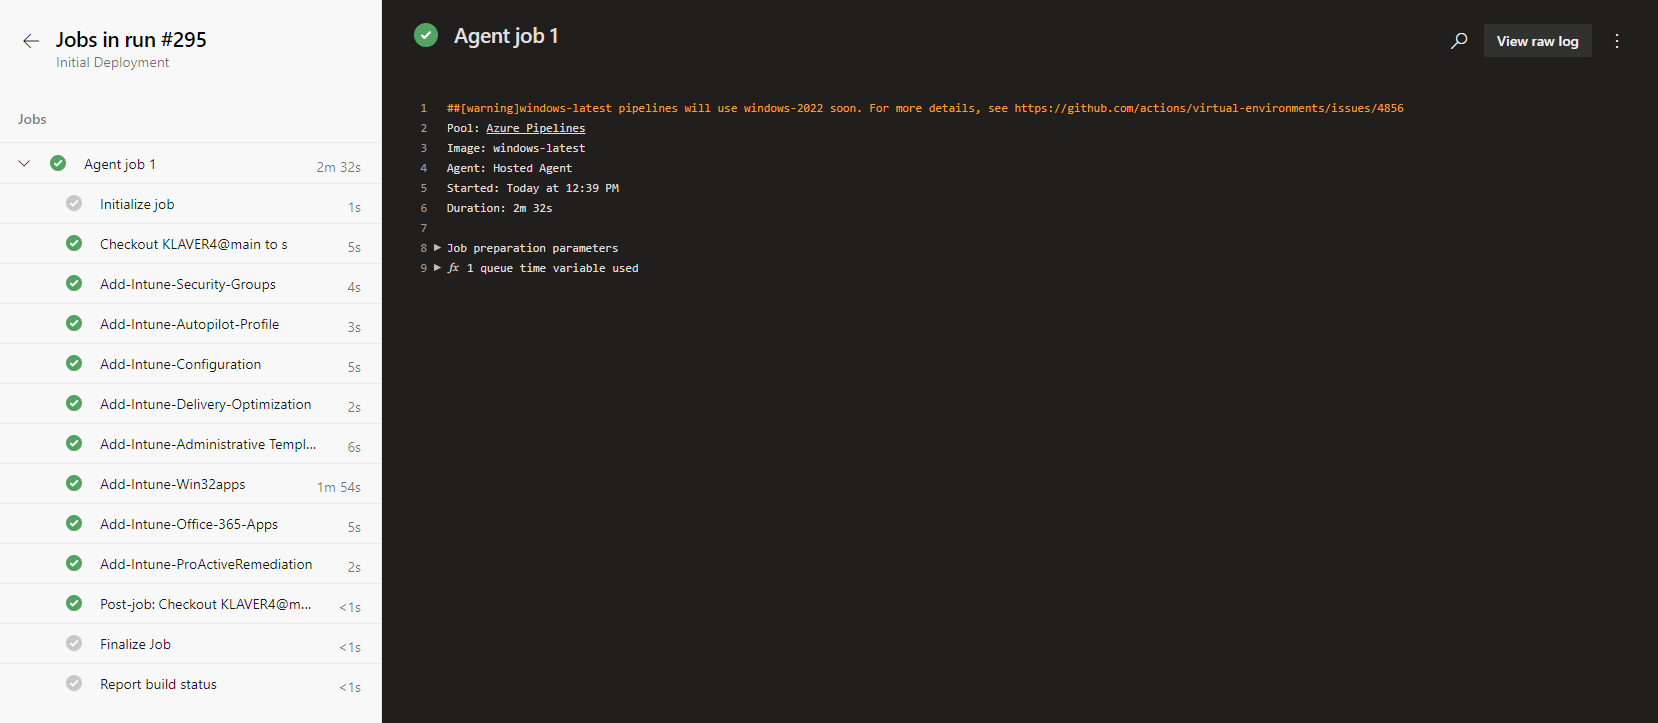 Jobs in run #295
Initial Deployment
Jobs
Agent job 1 2m 32s
Initialize job 1s
Checkout KLAVER4@main to s 5s
Add-Intune-Security-Groups 4s
Add-Intune-Autopilot-Profile 3s
Add-Intune-Configuration 5s
Add-Intune-Delivery-Optimization 2s
Add-Intune-Administrative Templ... 6s
Add-Intune-Win32apps 1m 54s
Add-Intune-Office-365-Apps 5s
Add-Intune-ProActiveRemediation 2s
Post-job: Checkout KLAVER4@m... <1s
Finalize Job <1s
Report build status <1s
Agent job 1
View raw log
1 ##[warning]windows-latest pipelines will use windows-2022 soon. For more details, see https://github.com/actions/virtual-environments/issues/4856
2 Pool: Azure Pipelines
3 Image: windows-latest
4 Agent: Hosted Agent
5 Started: Today at 12:39 PM
6 Duration: 2m 32s
7
8 Job preparation parameters
9 fx 1 queue time variable used